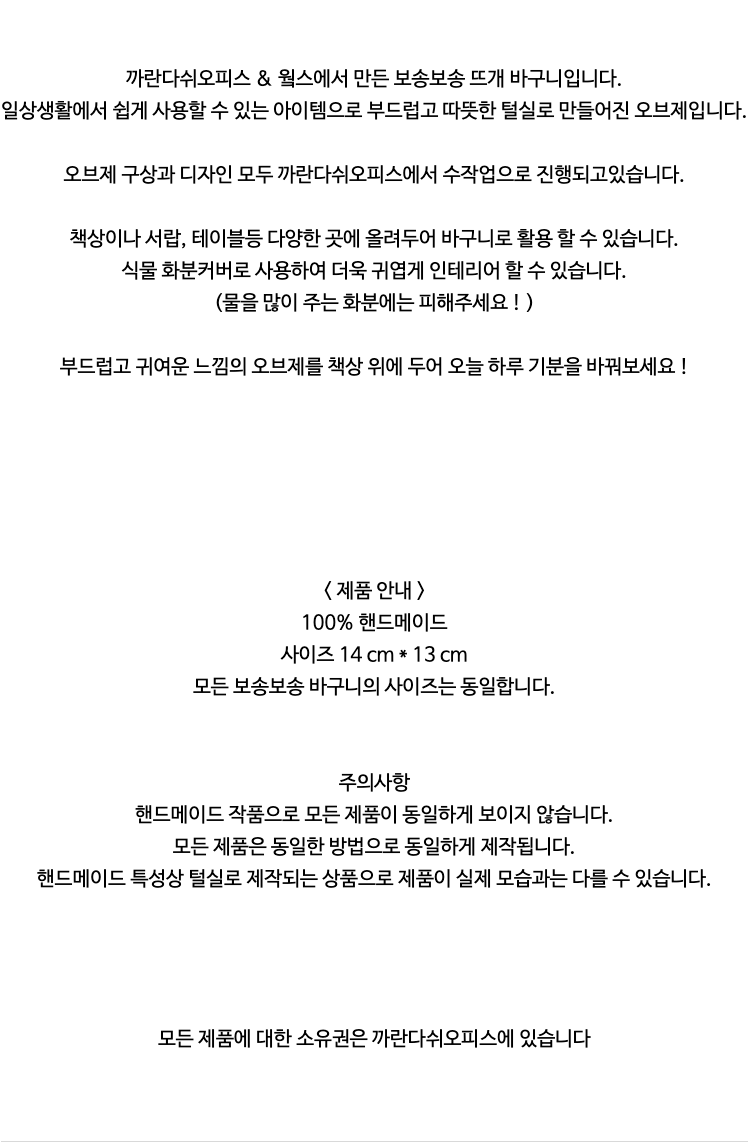 까란다쉬오피스 & 웜스에서 만든 보송보송 뜨개 바구니입니다.
일상생활에서 쉽게 사용할 수 있는 아이템으로 부드럽고 따뜻한 털실로 만들어진 오브제입니다.
오브제 구상과 디자인 모두 까란다쉬오피스에서 수작업으로 진행되고있습니다.
책상이나 서랍, 테이블등 다양한 곳에 올려두어 바구니로 활용 할 수 있습니다.
식물 화분커버로 사용하여 더욱 귀엽게 인테리어 할 수 있습니다.
(물을 많이 주는 화분에는 피해주세요 ! )
부드럽고 귀여운 느낌의 오브제를 책상 위에 두어 오늘 하루 기분을 바꿔보세요 !
< 제품 안내 >
100% 핸드메이드
사이즈 14 cm * 13 cm
모든 보송보송 바구니의 사이즈는 동일합니다.
주의사항
핸드메이드 작품으로 모든 제품이 동일하게 보이지 않습니다.
모든 제품은 동일한 방법으로 동일하게 제작됩니다.
핸드메이드 특성상 털실로 제작되는 상품으로 제품이 실제 모습과는 다를 수 있습니다.
모든 제품에 대한 소유권은 까란다쉬오피스에 있습니다